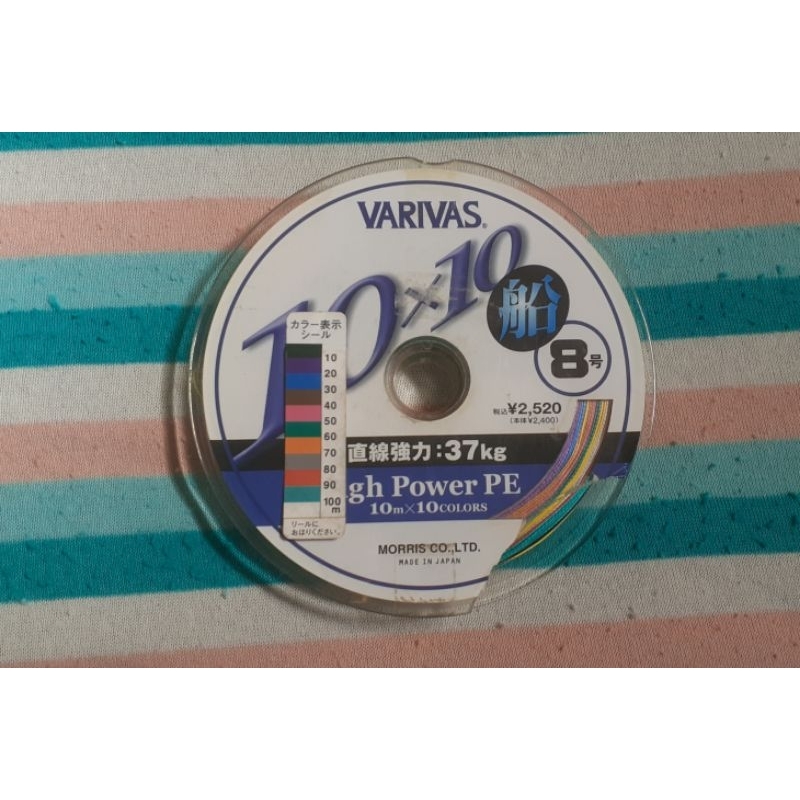 VARIVAS®
10×10
船
8号
カラー表示
シール
10
20
30
40
50
60
70
80
90
100
m
リールに
おはりください。
税込¥2,520
(本体¥2,400)
直線強力:37kg
gh Power PE
10m×10COLORS
MORRIS CO.,LTD.
MADE IN JAPAN